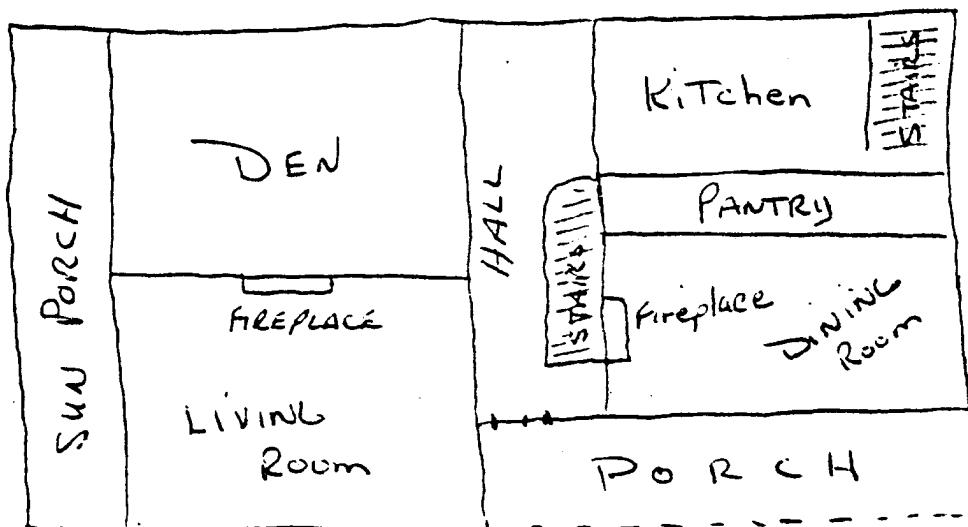 SUN PORCH
DEN
FIREPLACE
LIVING
ROOM
HALL
STAIRS
KiTchen
STAIRS
PANTRY
Fireplace
DINING
ROOM
PORCH